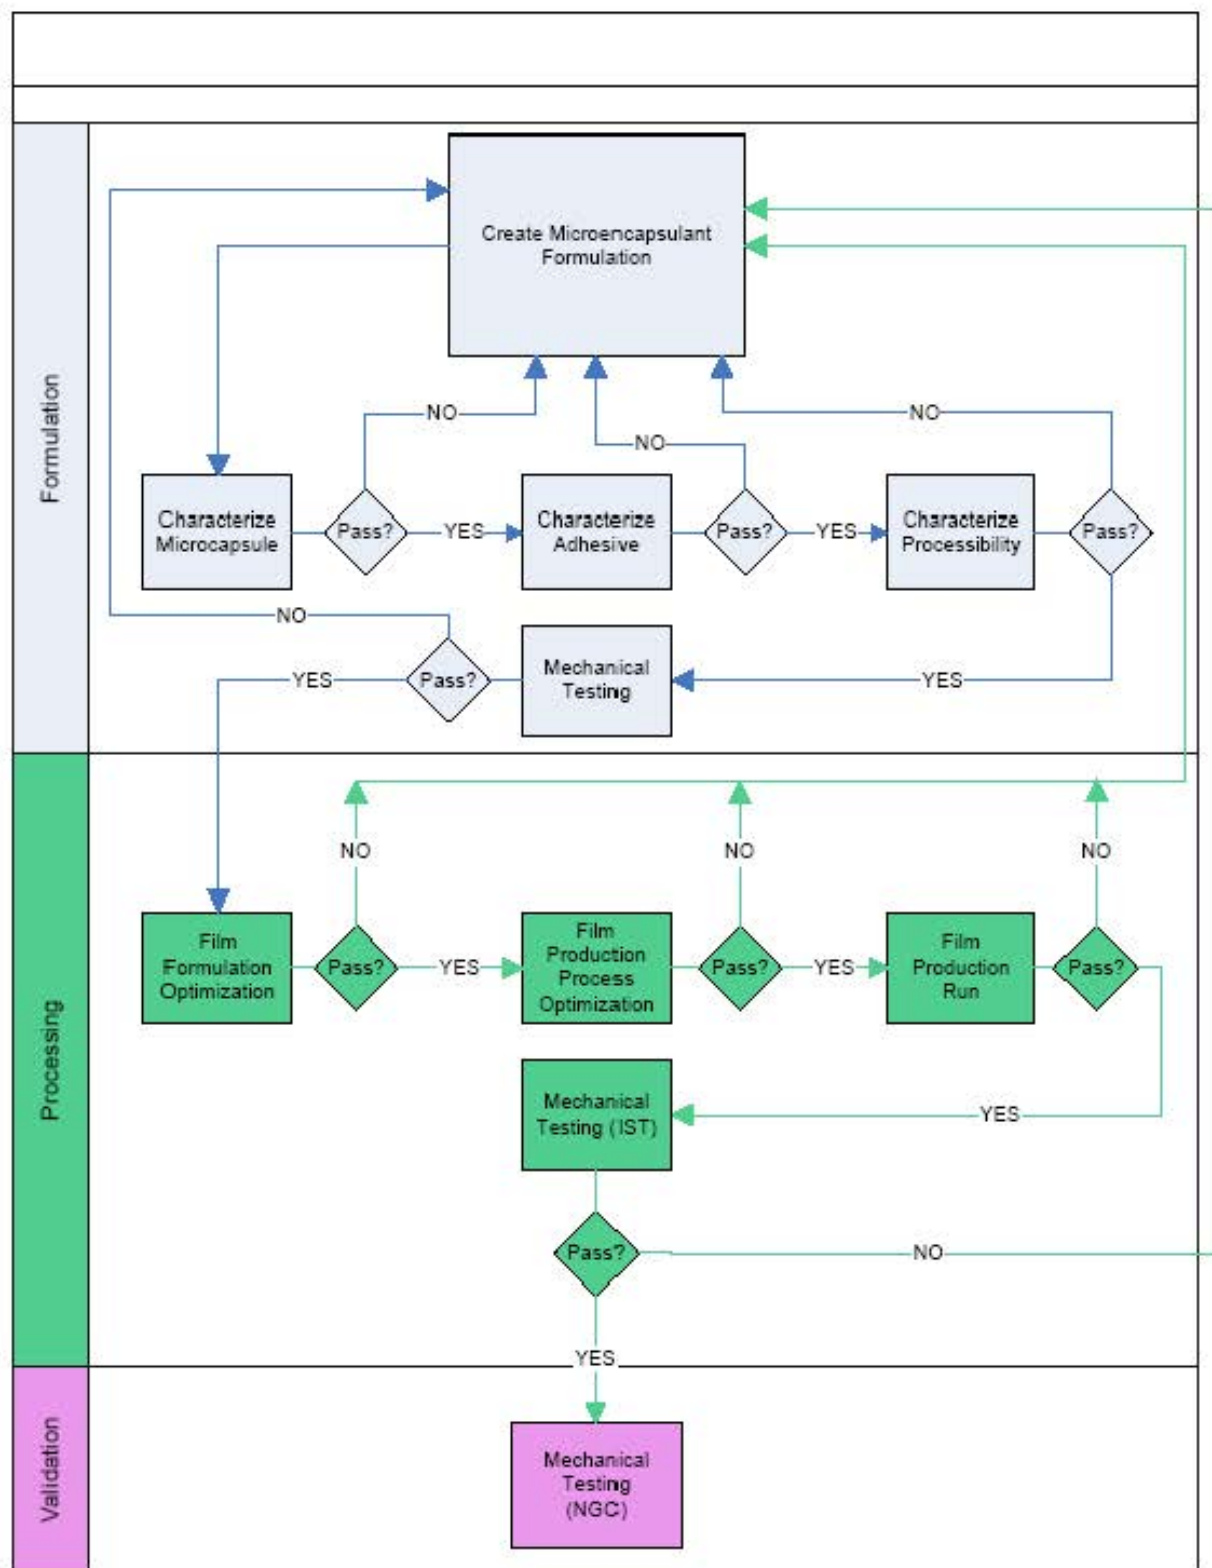 Formulation
Create Microencapsulant
Formulation
NO
NO
NO
Characterize
Microcapsule
Pass?
YES
Characterize
Adhesive
Pass?
YES
Characterize
Processibility
Pass?
NO
YES
Pass?
Mechanical
Testing
YES
Processing
NO
NO
NO
Film
Formulation
Optimization
Pass?
YES
Film
Production
Process
Optimization
Pass?
YES
Film
Production
Run
Pass?
Mechanical
Testing (IST)
YES
Pass?
NO
YES
Validation
Mechanical
Testing
(NGC)